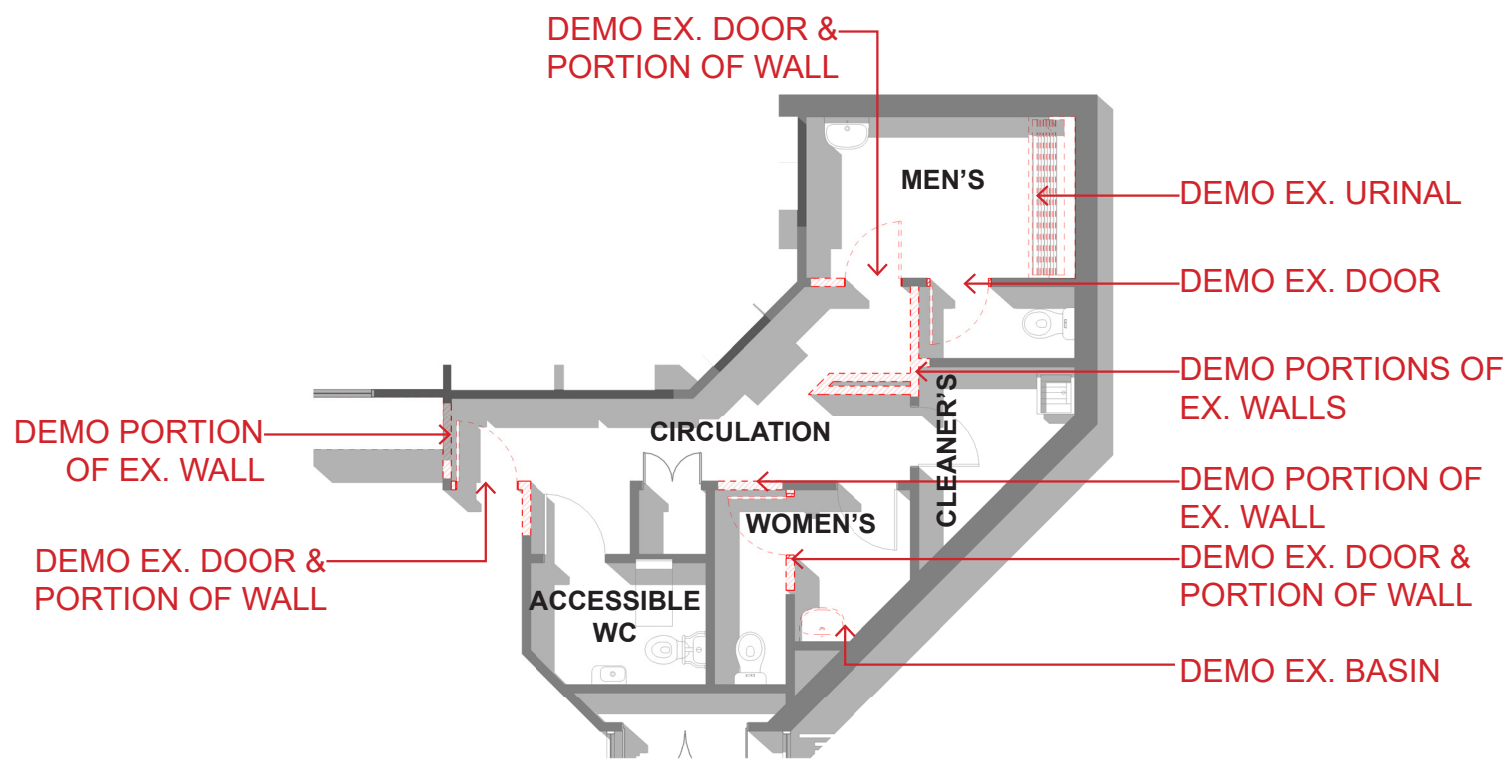 DEMO EX. DOOR &
PORTION OF WALL
MEN'S
DEMO EX. URINAL
DEMO EX. DOOR
DEMO PORTIONS OF
EX. WALLS
CLEANER'S
DEMO PORTION
OF EX. WALL
CIRCULATION
DEMO PORTION OF
EX. WALL
WOMEN'S
DEMO EX. DOOR &
PORTION OF WALL
DEMO EX. DOOR &
PORTION OF WALL
ACCESSIBLE
WC
DEMO EX. BASIN